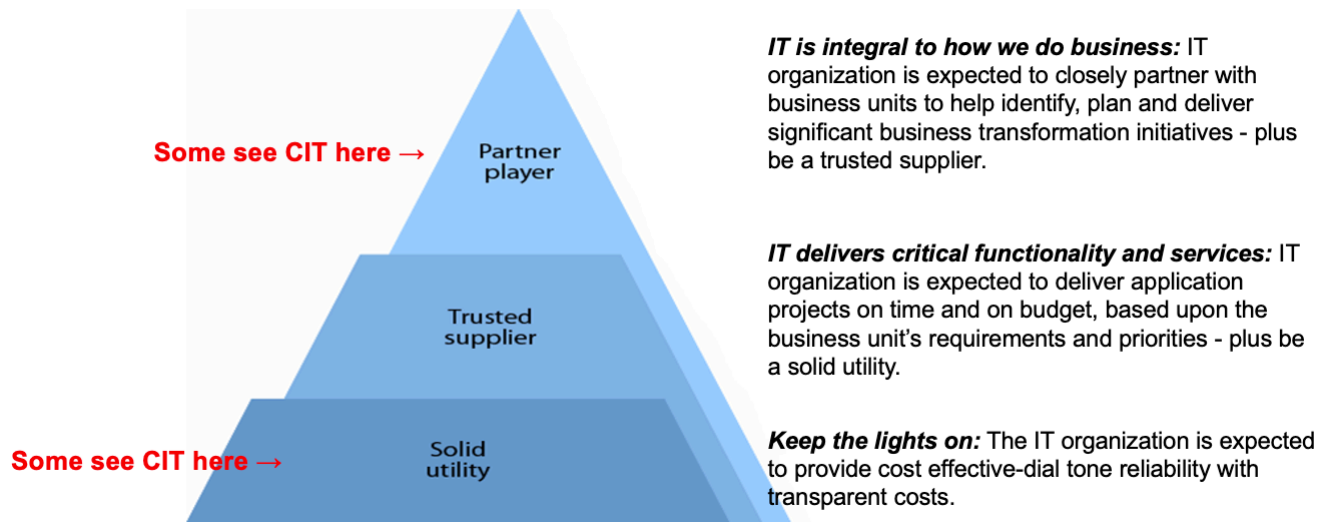 IT is integral to how we do business: IT
organization is expected to closely partner with
business units to help identify, plan and deliver
significant business transformation initiatives - plus
be a trusted supplier.
Some see CIT here →
Partner
player
IT delivers critical functionality and services: IT
organization is expected to deliver application
projects on time and on budget, based upon the
business unit's requirements and priorities - plus be
a solid utility.
Trusted
supplier
Keep the lights on: The IT organization is expected
to provide cost effective-dial tone reliability with
transparent costs.
Some see CIT here →
Solid
utility